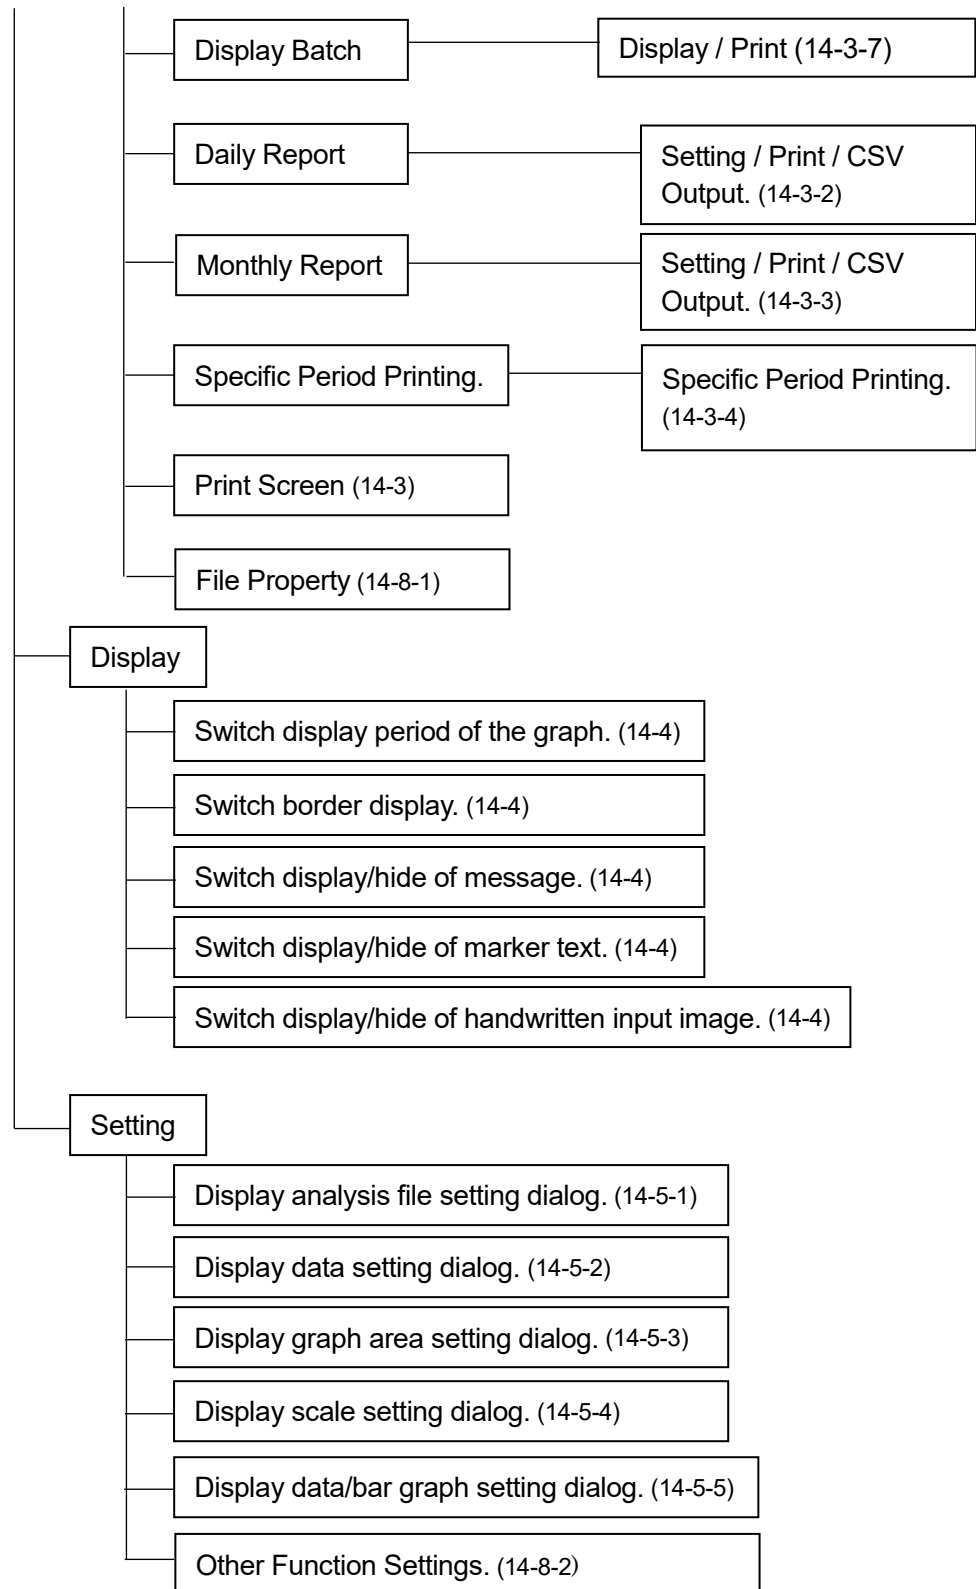 Display Batch
Display / Print (14-3-7)
Daily Report
Setting / Print / CSV
Output. (14-3-2)
Monthly Report
Setting / Print / CSV
Output. (14-3-3)
Specific Period Printing.
Specific Period Printing.
(14-3-4)
Print Screen (14-3)
File Property (14-8-1)
Display
Switch display period of the graph. (14-4)
Switch border display. (14-4)
Switch display/hide of message. (14-4)
Switch display/hide of marker text. (14-4)
Switch display/hide of handwritten input image. (14-4)
Setting
Display analysis file setting dialog. (14-5-1)
Display data setting dialog. (14-5-2)
Display graph area setting dialog. (14-5-3)
Display scale setting dialog. (14-5-4)
Display data/bar graph setting dialog. (14-5-5)
Other Function Settings. (14-8-2)